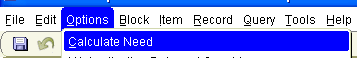 File Edit Options Block Item Record Query Tools Help
Calculate Need